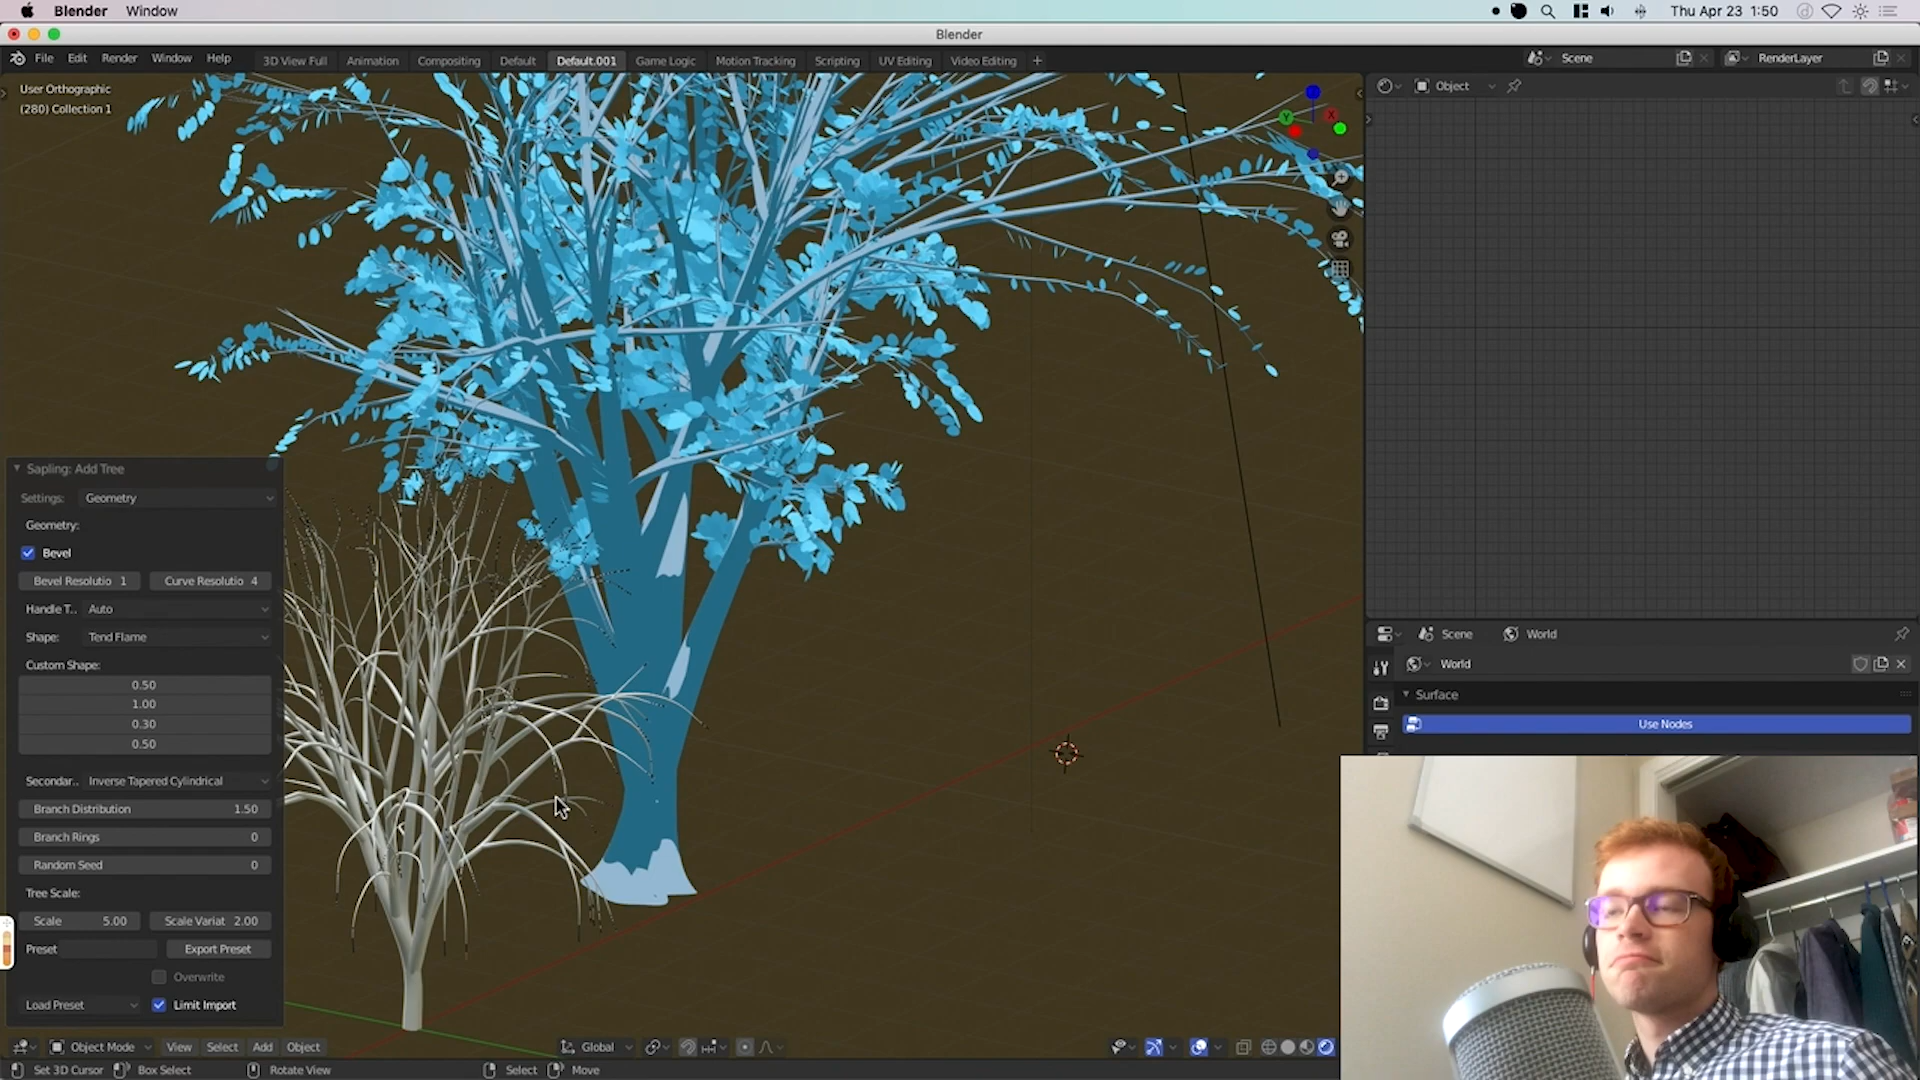 Blender Window Thu Apr 23 1:50
Blender
File Edit Render Window Help 3D View Full Animation Compositing Default Default.001 Game Logic Motion Tracking Scripting UV Editing Video Editing + Scene RenderLayer
User Orthographic
(280) Collection 1
Object
Y X
Sapling: Add Tree
Settings: Geometry
Geometry:
Bevel
Bevel Resolutio 1 Curve Resolutio 4
Handle T.. Auto
Shape: Tend Flame
Custom Shape:
0.50
1.00
0.30
0.50
Secondar.. Inverse Tapered Cylindrical
Branch Distribution 1.50
Branch Rings 0
Random Seed 0
Tree Scale:
Scale 5.00 Scale Variat 2.00
Preset Export Preset
Overwrite
Load Preset Limit Import
Scene World
World
Surface
Use Nodes
Object Mode View Select Add Object Global
Set 3D Cursor Box Select Rotate View Select Move